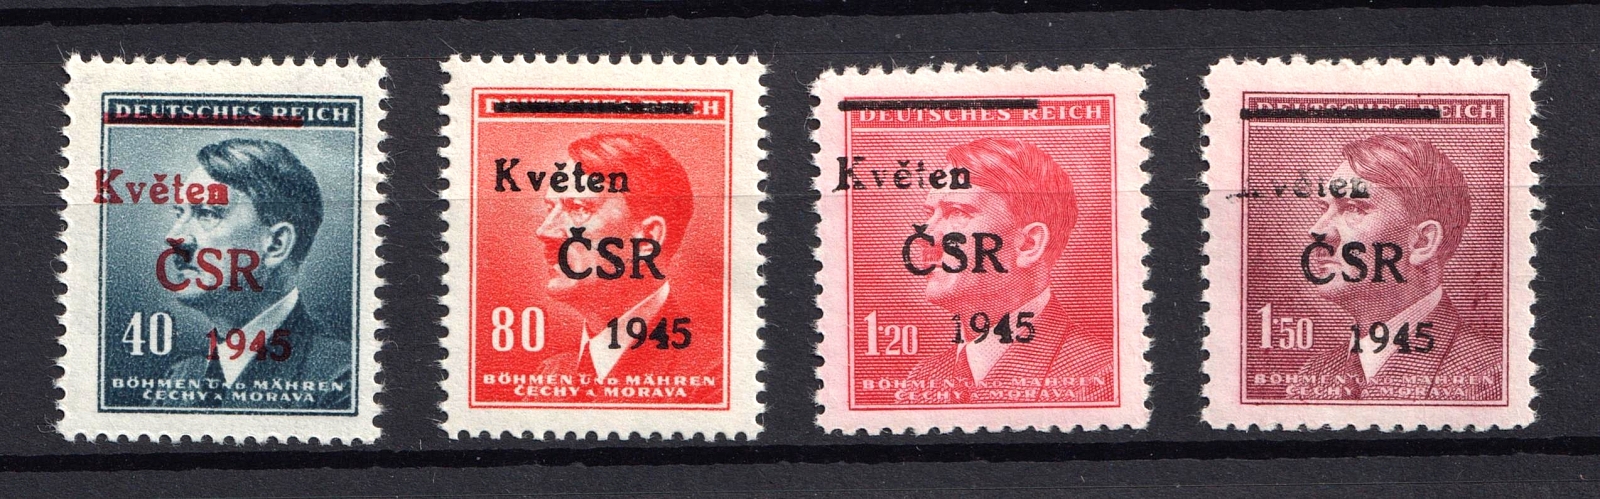 DEUTSCHES REICH
Květen
ČSR
40
1945
BÖHMEN UND MÄHREN
ČECHY A MORAVA
CH
Květen
ČSR
80
1945
BÖHMEN UND MÄHREN
ČECHY A MORAVA
DEUTSCHES REICH
Květen
ČSR
1·20
1945
BÖHMEN UND MÄHREN
ČECHY A MORAVA
DEUTSCHES REICH
Květen
ČSR
1·50
1945
BÖHMEN UND MÄHREN
ČECHY A MORAVA